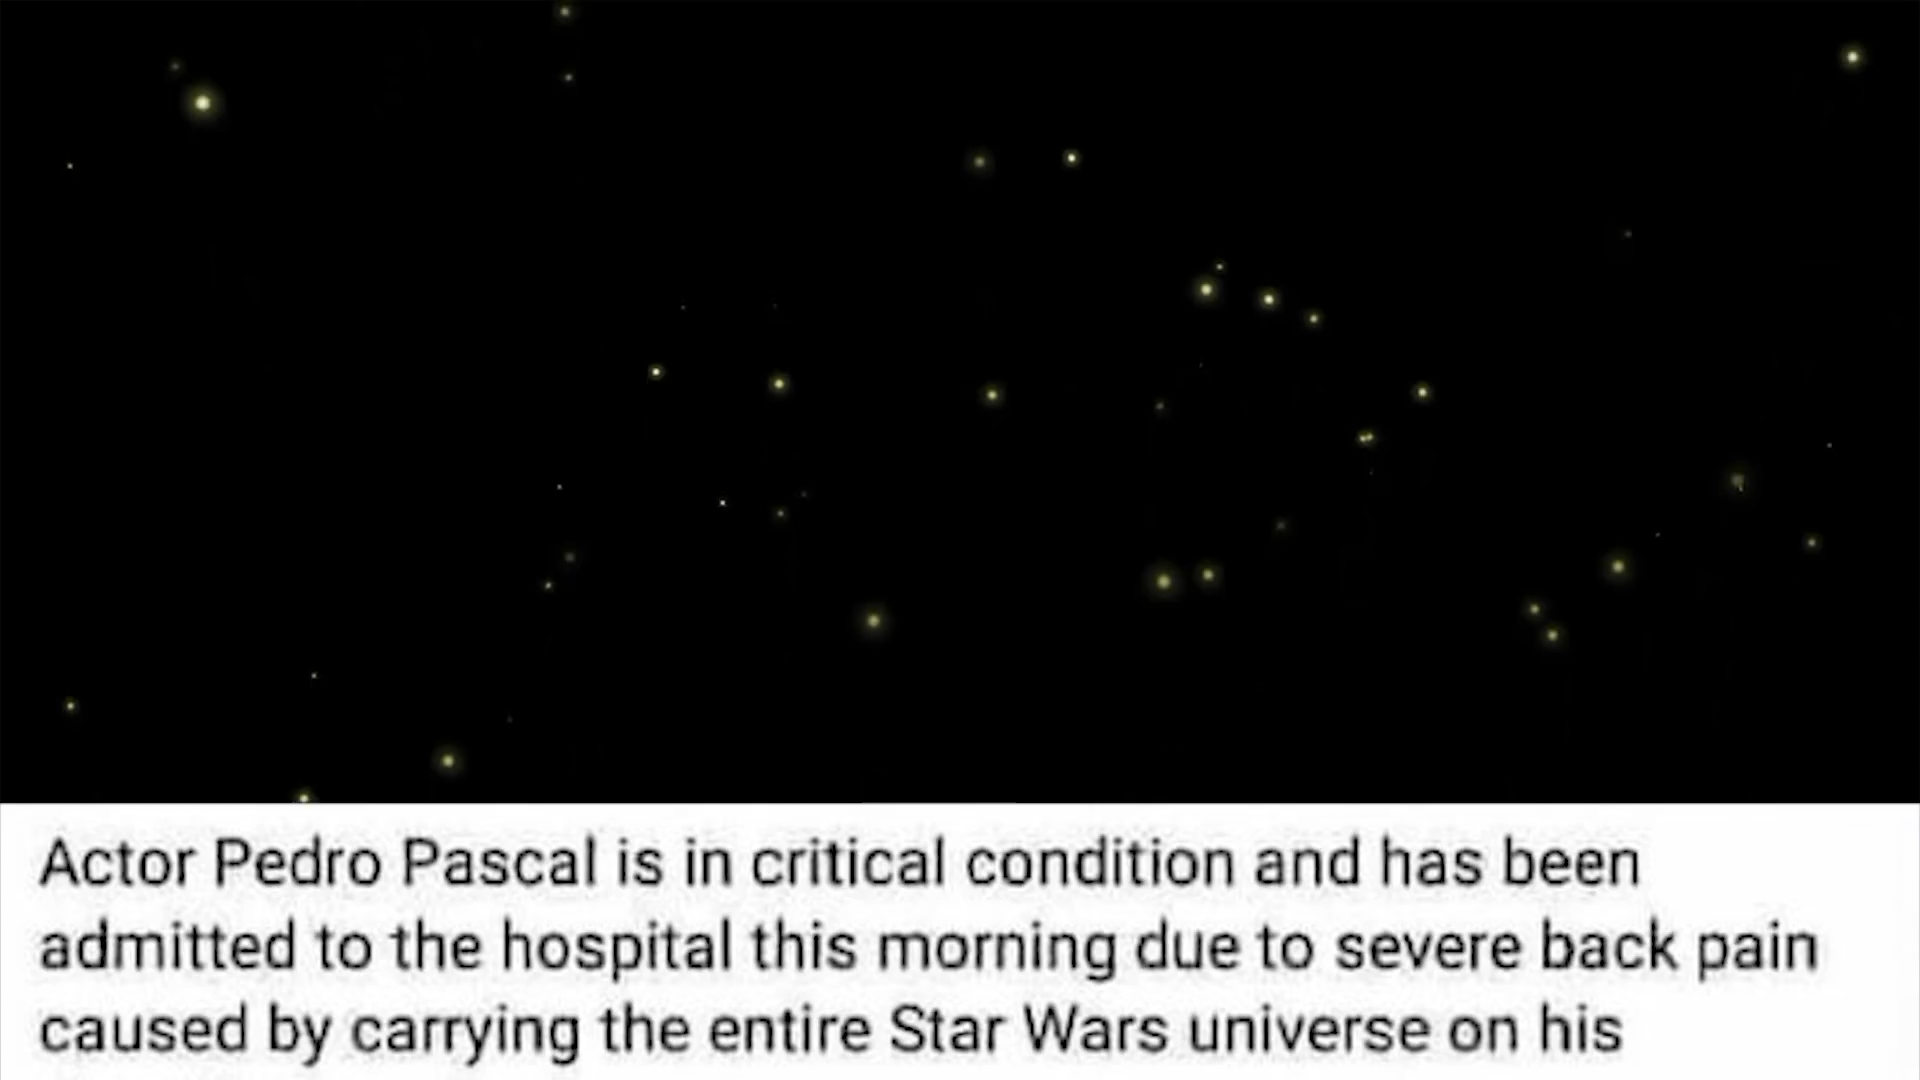 Actor Pedro Pascal is in critical condition and has been
admitted to the hospital this morning due to severe back pain
caused by carrying the entire Star Wars universe on his